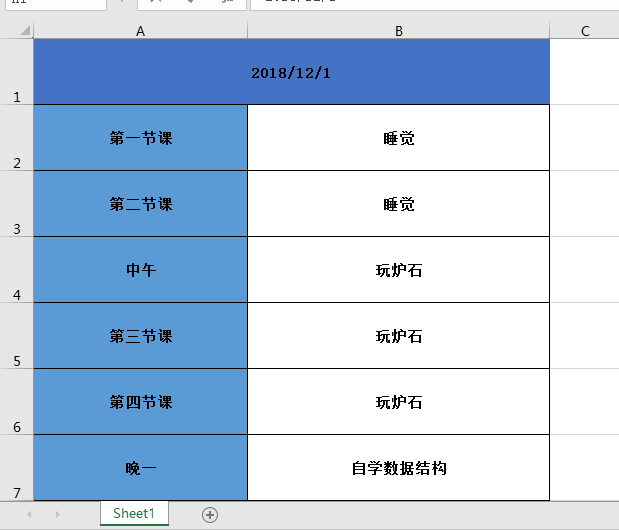 A B C
1 2018/12/1
2 第一节课 睡觉
3 第二节课 睡觉
4 中午 玩炉石
5 第三节课 玩炉石
6 第四节课 玩炉石
7 晚一 自学数据结构
Sheet1